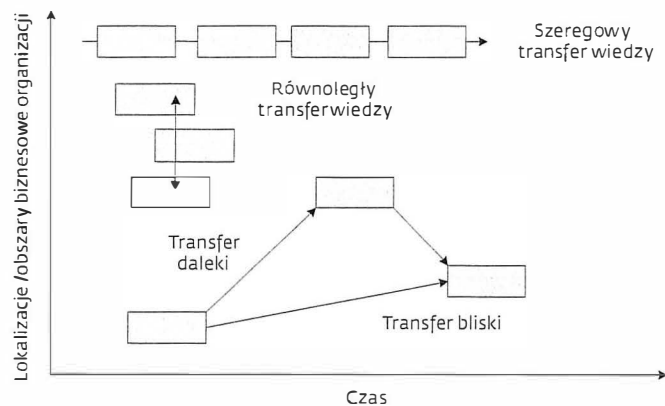 Szeregowy
transfer wiedzy
Równoległy
transferwiedzy
Transfer
daleki
Transfer bliski
Lokalizacje /obszary biznesowe organizacji
Czas